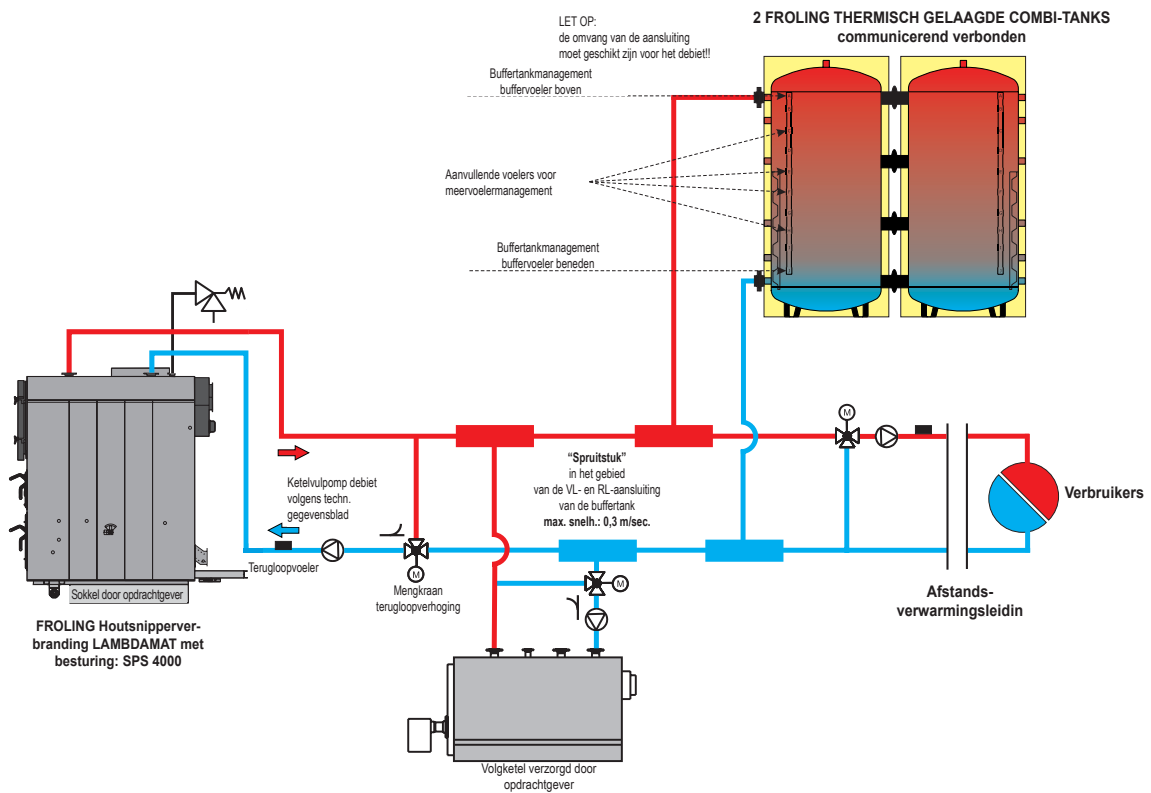 LET OP:
de omvang van de aansluiting
moet geschikt zijn voor het debiet!!
2 FROLING THERMISCH GELAAGDE COMBI-TANKS
communicerend verbonden
Buffertankmanagement
buffervoeler boven
Aanvullende voelers voor
meervoelermanagement
Buffertankmanagement
buffervoeler beneden
M
“Spruitstuk”
in het gebied
van de VL- en RL-aansluiting
van de buffertank
max. snelh.: 0,3 m/sec.
Ketelvulpomp debiet
volgens techn.
gegevensblad
Verbruikers
Terugloopvoeler
M
Mengkraan
terugloopverhoging
M
Sokkel door opdrachtgever
Afstands-
verwarmingsleidin
FROLING Houtsnipperver-
branding LAMBDAMAT met
besturing: SPS 4000
Volgketel verzorgd door
opdrachtgever